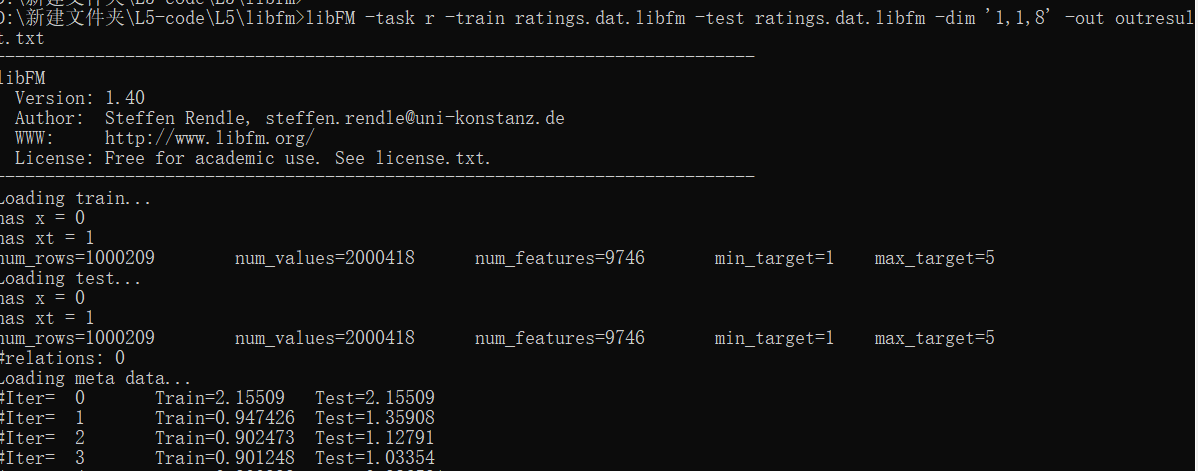 D:\新建文件夹\L5-code\L5\libfm>libFM -task r -train ratings.dat.libfm -test ratings.dat.libfm -dim '1,1,8' -out outresul
t.txt
----------------------------------------------------------------------------
libFM
  Version: 1.40
  Author:  Steffen Rendle, steffen.rendle@uni-konstanz.de
  WWW:     http://www.libfm.org/
  License: Free for academic use. See license.txt.
----------------------------------------------------------------------------
Loading train...
has x = 0
has xt = 1
num_rows=1000209        num_values=2000418      num_features=9746       min_target=1    max_target=5
Loading test...
has x = 0
has xt = 1
num_rows=1000209        num_values=2000418      num_features=9746       min_target=1    max_target=5
#relations: 0
Loading meta data...
#Iter=  0       Train=2.15509   Test=2.15509
#Iter=  1       Train=0.947426  Test=1.35908
#Iter=  2       Train=0.902473  Test=1.12791
#Iter=  3       Train=0.901248  Test=1.03354